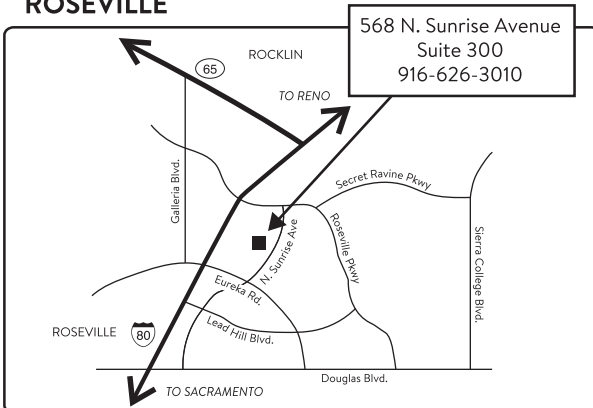 ROSEVILLE
568 N. Sunrise Avenue
Suite 300
916-626-3010
ROCKLIN
65
TO RENO
Galleria Blvd.
Secret Ravine Pkwy
N. Sunrise Ave
Roseville Pkwy
Sierra College Blvd.
Eureka Rd.
Lead Hill Blvd.
ROSEVILLE
80
Douglas Blvd.
TO SACRAMENTO